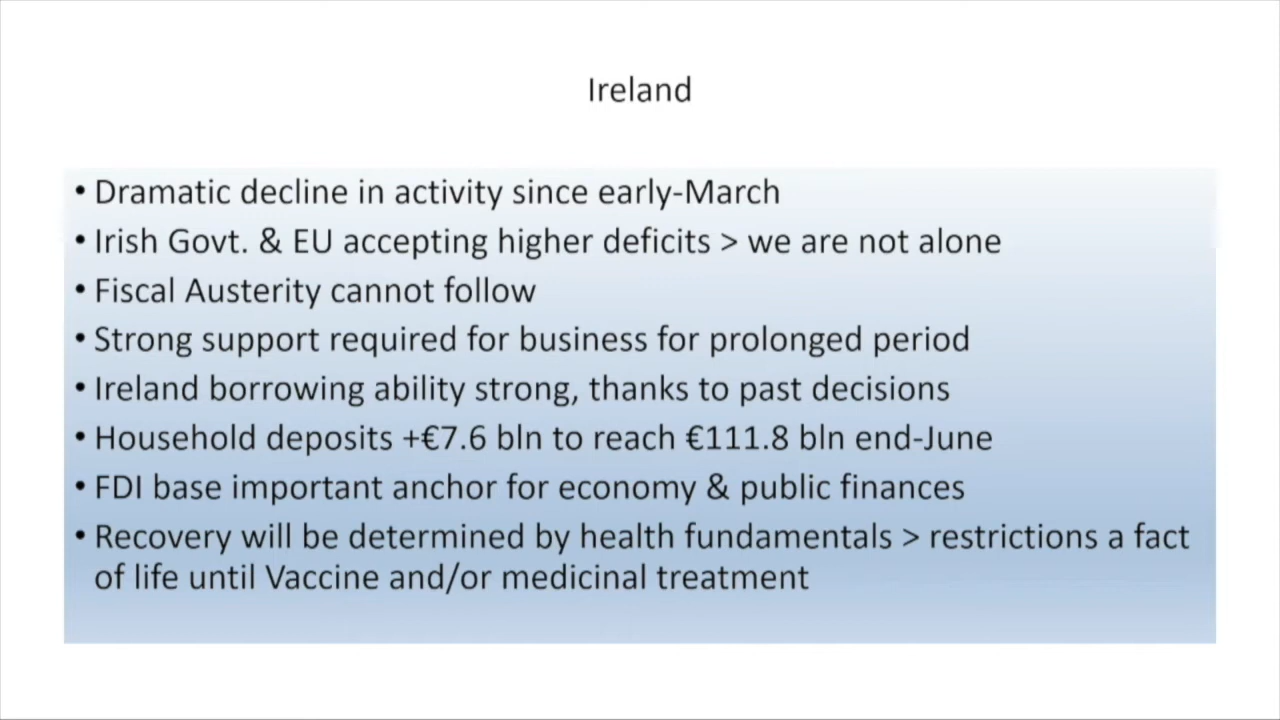 Ireland
• Dramatic decline in activity since early-March
• Irish Govt. & EU accepting higher deficits > we are not alone
• Fiscal Austerity cannot follow
• Strong support required for business for prolonged period
• Ireland borrowing ability strong, thanks to past decisions
• Household deposits +€7.6 bln to reach €111.8 bln end-June
• FDI base important anchor for economy & public finances
• Recovery will be determined by health fundamentals > restrictions a fact
of life until Vaccine and/or medicinal treatment